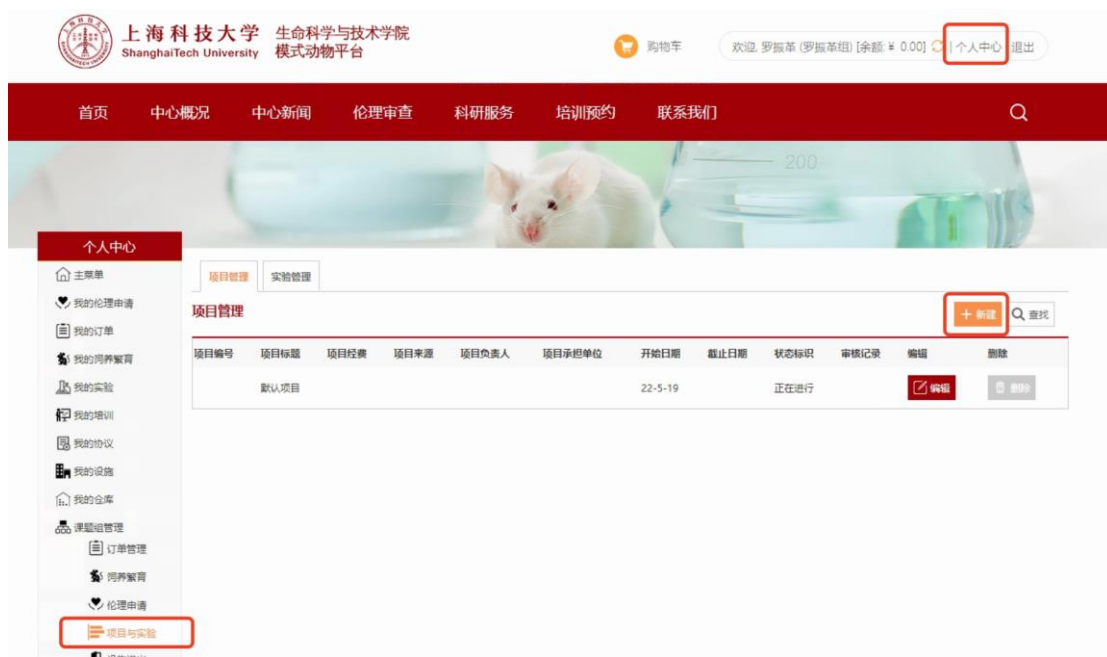 上海科技大学 生命科学与技术学院
ShanghaiTech University 模式动物平台
购物车 欢迎, 罗振革 (罗振革组) [余额: ¥ 0.00] | 个人中心 退出
首页 中心概况 中心新闻 伦理审查 科研服务 培训预约 联系我们
200
个人中心
主菜单
我的伦理申请
我的订单
我的饲养繁育
我的实验
我的培训
我的协议
我的设施
我的仓库
课题组管理
订单管理
饲养繁育
伦理申请
项目与实验
项目管理 实验管理
项目管理 + 新建 查找
项目编号 项目标题 项目经费 项目来源 项目负责人 项目承担单位 开始日期 截止日期 状态标识 审核记录 编辑 删除
默认项目 22-5-19 正在进行 编辑 删除